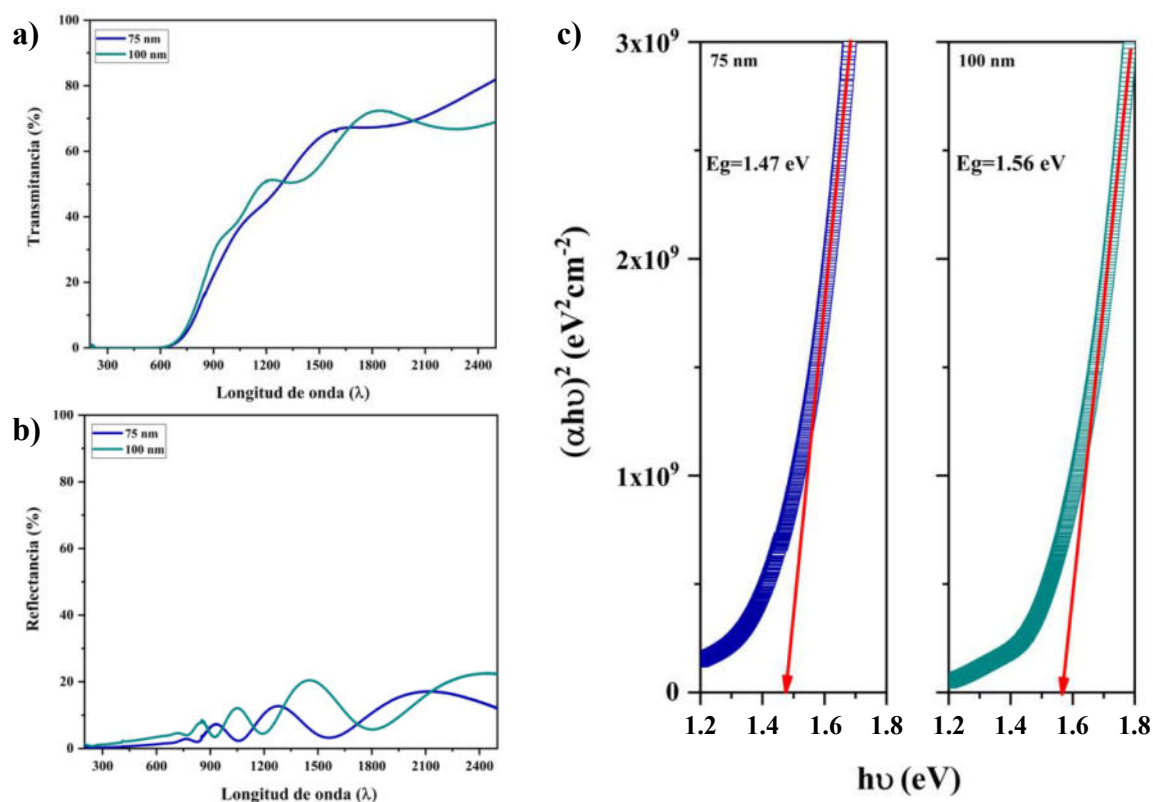 a)
100
80
60
40
20
0
75 nm
100 nm
Transmitancia (%)
300 600 900 1200 1500 1800 2100 2400
Longitud de onda (λ)
b)
100
80
60
40
20
0
75 nm
100 nm
Reflectancia (%)
300 600 900 1200 1500 1800 2100 2400
Longitud de onda (λ)
c)
3x10⁹
2x10⁹
1x10⁹
0
(αhυ)² (eV²cm⁻²)
75 nm
Eg=1.47 eV
1.2 1.4 1.6 1.8
100 nm
Eg=1.56 eV
1.2 1.4 1.6 1.8
hυ (eV)